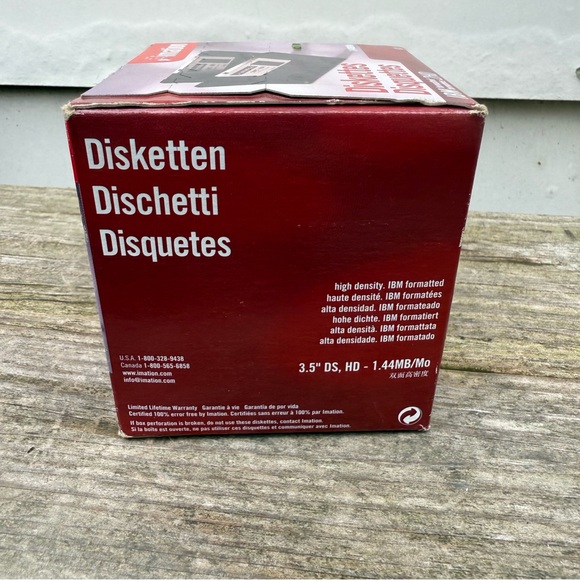 imation
Diskettes
Diskettes
Disketten
Dischetti
Disquetes
high density. IBM formatted
haute densité. IBM formatées
alta densidad. IBM formateado
hohe dichte. IBM formatiert
alta densità. IBM formattata
alta densidade. IBM formatado
U.S.A. 1-800-328-9438
Canada 1-800-565-6858
www.imation.com
info@imation.com
3.5" DS, HD - 1.44MB/Mo
双面高密度
Limited Lifetime Warranty Garantie à vie Garantia de por vida
Certified 100% error free by Imation. Certifiées sans erreur à 100% par Imation.
If box perforation is broken, do not use these diskettes, contact Imation.
Si la boîte est ouverte, ne pas utiliser ces disquettes et communiquer avec Imation.